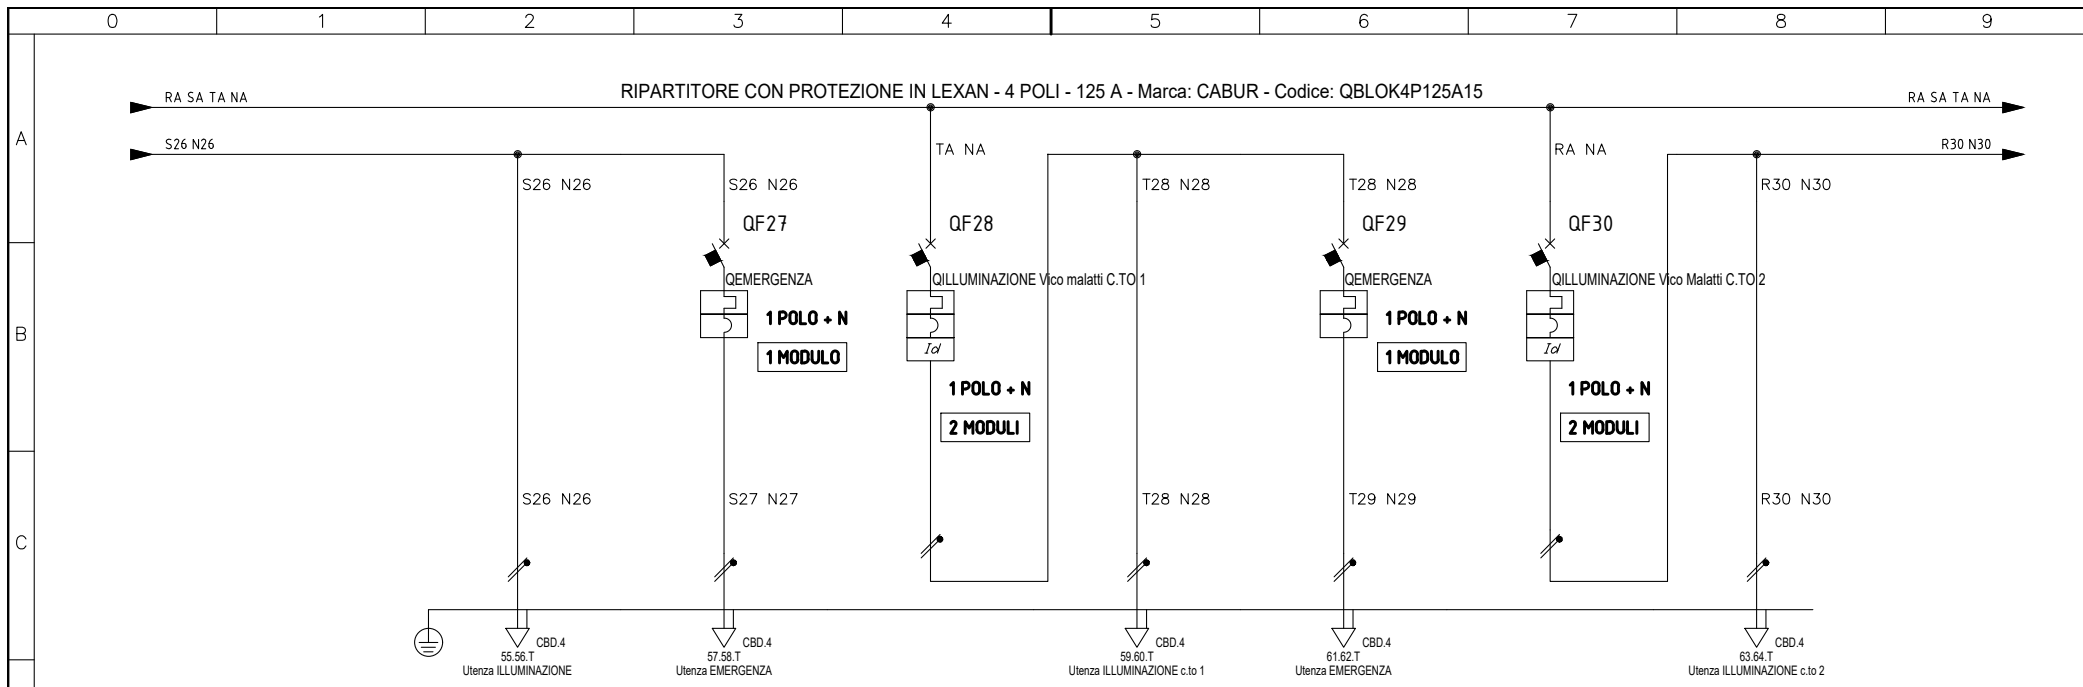 0 1 2 3 4 5 6 7 8 9
RIPARTITORE CON PROTEZIONE IN LEXAN - 4 POLI - 125 A - Marca: CABUR - Codice: QBLOK4P125A15
RA SA TA NA RA SA TA NA
A
S26 N26 TA NA RA NA R30 N30
S26 N26 S26 N26 T28 N28 T28 N28 R30 N30
QF27 QF28 QF29 QF30
QEMERGENZA QILLUMINAZIONE Vico malatti C.TO 1 QEMERGENZA QILLUMINAZIONE Vico Malatti C.TO 2
B
1 POLO + N 1 POLO + N
Id Id
1 MODULO 1 MODULO
1 POLO + N 1 POLO + N
2 MODULI 2 MODULI
S26 N26 S27 N27 T28 N28 T29 N29 R30 N30
C
CBD.4 CBD.4 CBD.4 CBD.4 CBD.4
55.56.T 57.58.T 59.60.T 61.62.T 63.64.T
Utenza ILLUMINAZIONE Utenza EMERGENZA Utenza ILLUMINAZIONE c.to 1 Utenza EMERGENZA Utenza ILLUMINAZIONE c.to 2